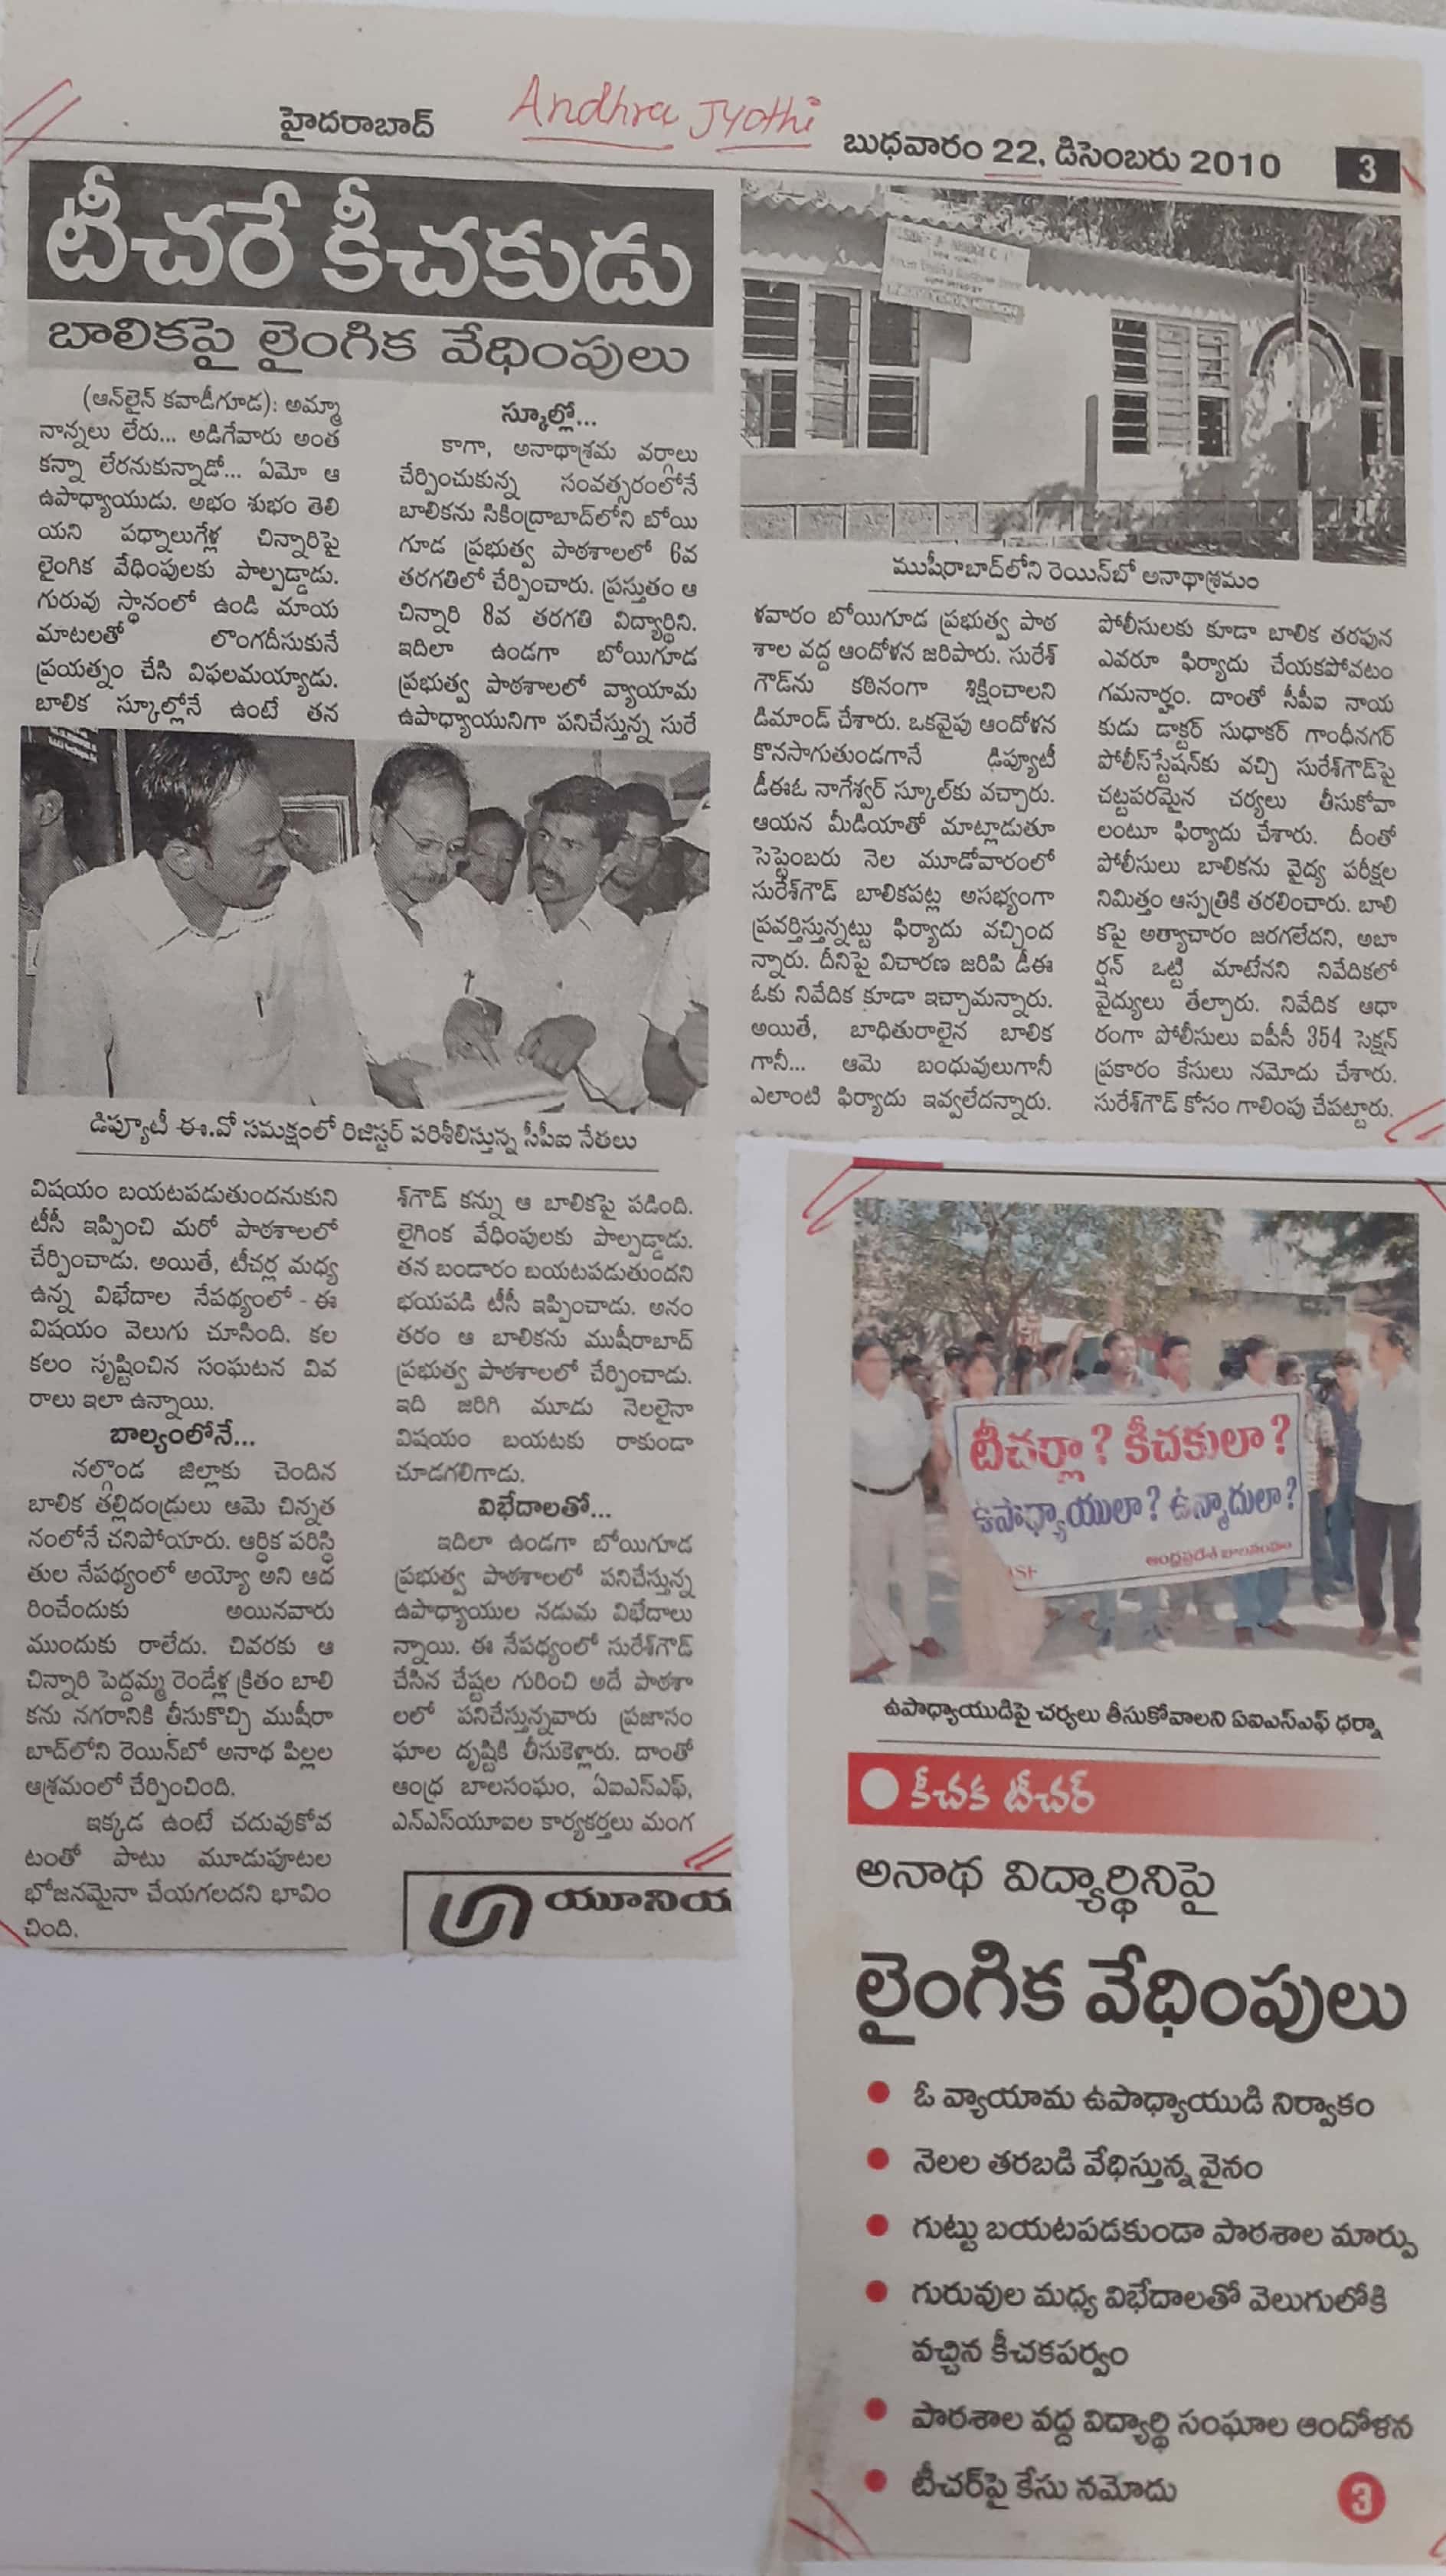 హైదరాబాద్
Andhra Jyothi
బుధవారం 22, డిసెంబరు 2010
3
టీచరే కీచకుడు
బాలికపై లైంగిక వేధింపులు
(ఆన్‌లైన్ కవాడీగూడ): అమ్మా
నాన్నలు లేరు... అడిగేవారు అంత
కన్నా లేరనుకున్నాడో... ఏమో ఆ
ఉపాధ్యాయుడు. అభం శుభం తెలి
యని పధ్నాలుగేళ్ల చిన్నారిపై
లైంగిక వేధింపులకు పాల్పడ్డాడు.
గురువు స్థానంలో ఉండి మాయ
మాటలతో లొంగదీసుకునే
ప్రయత్నం చేసి విఫలమయ్యాడు.
బాలిక స్కూల్లోనే ఉంటే తన
డిప్యూటీ ఈ.వో సమక్షంలో రిజిస్టర్ పరిశీలిస్తున్న సీపీఐ నేతలు
విషయం బయటపడుతుందనుకుని
టీసీ ఇప్పించి మరో పాఠశాలలో
చేర్పించాడు. అయితే, టీచర్ల మధ్య
ఉన్న విభేదాల నేపథ్యంలో - ఈ
విషయం వెలుగు చూసింది. కల
కలం సృష్టించిన సంఘటన వివ
రాలు ఇలా ఉన్నాయి.
బాల్యంలోనే...
నల్గొండ జిల్లాకు చెందిన
బాలిక తల్లిదండ్రులు ఆమె చిన్నత
నంలోనే చనిపోయారు. ఆర్థిక పరిస్థి
తుల నేపథ్యంలో అయ్యో అని ఆద
రించేందుకు అయినవారు
ముందుకు రాలేదు. చివరకు ఆ
చిన్నారి పెద్దమ్మ రెండేళ్ల క్రితం బాలి
కను నగరానికి తీసుకొచ్చి ముషీరా
బాద్‌లోని రెయిన్‌బో అనాథ పిల్లల
ఆశ్రమంలో చేర్పించింది.
ఇక్కడ ఉంటే చదువుకోవ
టంతో పాటు మూడుపూటల
భోజనమైనా చేయగలదని భావిం
చింది.
స్కూల్లో...
కాగా, అనాథాశ్రమ వర్గాలు
చేర్పించుకున్న సంవత్సరంలోనే
బాలికను సికింద్రాబాద్‌లోని బోయి
గూడ ప్రభుత్వ పాఠశాలలో 6వ
తరగతిలో చేర్పించారు. ప్రస్తుతం ఆ
చిన్నారి 8వ తరగతి విద్యార్థిని.
ఇదిలా ఉండగా బోయిగూడ
ప్రభుత్వ పాఠశాలలో వ్యాయామ
ఉపాధ్యాయునిగా పనిచేస్తున్న సురే
శ్‌గౌడ్ కన్ను ఆ బాలికపై పడింది.
లైగింక వేధింపులకు పాల్పడ్డాడు.
తన బండారం బయటపడుతుందని
భయపడి టీసీ ఇప్పించాడు. అనం
తరం ఆ బాలికను ముషీరాబాద్
ప్రభుత్వ పాఠశాలలో చేర్పించాడు.
ఇది జరిగి మూడు నెలలైనా
విషయం బయటకు రాకుండా
చూడగలిగాడు.
విభేదాలతో...
ఇదిలా ఉండగా బోయిగూడ
ప్రభుత్వ పాఠశాలలో పనిచేస్తున్న
ఉపాధ్యాయుల నడుమ విభేదాలు
న్నాయి. ఈ నేపథ్యంలో సురేశ్‌గౌడ్
చేసిన చేష్టల గురించి అదే పాఠశా
లలో పనిచేస్తున్నవారు ప్రజాసం
ఘాల దృష్టికి తీసుకెళ్లారు. దాంతో
ఆంధ్ర బాలసంఘం, ఏఐఎస్ఎఫ్,
ఎన్ఎస్‌యూఐల కార్యకర్తలు మంగ
యూనియ
ముషీరాబాద్‌లోని రెయిన్‌బో అనాథాశ్రమం
ళవారం బోయిగూడ ప్రభుత్వ పాఠ
శాల వద్ద ఆందోళన జరిపారు. సురేశ్
గౌడ్‌ను కఠినంగా శిక్షించాలని
డిమాండ్ చేశారు. ఒకవైపు ఆందోళన
కొనసాగుతుండగానే డిప్యూటీ
డీఈఓ నాగేశ్వర్ స్కూల్‌కు వచ్చారు.
ఆయన మీడియాతో మాట్లాడుతూ
సెప్టెంబరు నెల మూడోవారంలో
సురేశ్‌గౌడ్ బాలికపట్ల అసభ్యంగా
ప్రవర్తిస్తున్నట్టు ఫిర్యాదు వచ్చింద
న్నారు. దీనిపై విచారణ జరిపి డీఈ
ఓకు నివేదిక కూడా ఇచ్చామన్నారు.
అయితే, బాధితురాలైన బాలిక
గానీ... ఆమె బంధువులుగానీ
ఎలాంటి ఫిర్యాదు ఇవ్వలేదన్నారు.
పోలీసులకు కూడా బాలిక తరపున
ఎవరూ ఫిర్యాదు చేయకపోవటం
గమనార్హం. దాంతో సీపీఐ నాయ
కుడు డాక్టర్ సుధాకర్ గాంధీనగర్
పోలీస్‌స్టేషన్‌కు వచ్చి సురేశ్‌గౌడ్‌పై
చట్టపరమైన చర్యలు తీసుకోవా
లంటూ ఫిర్యాదు చేశారు. దీంతో
పోలీసులు బాలికను వైద్య పరీక్షల
నిమిత్తం ఆస్పత్రికి తరలించారు. బాలి
కపై అత్యాచారం జరగలేదని, అబా
ర్షన్ ఒట్టి మాటేనని నివేదికలో
వైద్యులు తేల్చారు. నివేదిక ఆధా
రంగా పోలీసులు ఐపీసీ 354 సెక్షన్
ప్రకారం కేసులు నమోదు చేశారు.
సురేశ్‌గౌడ్ కోసం గాలింపు చేపట్టారు.
టీచర్లా? కీచకులా?
ఉపాధ్యాయులా? ఉన్మాదులా?
ఆంధ్రప్రదేశ్ బాలసంఘం
ఉపాధ్యాయుడిపై చర్యలు తీసుకోవాలని ఏఐఎస్ఎఫ్ ధర్నా
కీచక టీచర్
అనాథ విద్యార్థినిపై
లైంగిక వేధింపులు
ఓ వ్యాయామ ఉపాధ్యాయుడి నిర్వాకం
నెలల తరబడి వేధిస్తున్న వైనం
గుట్టు బయటపడకుండా పాఠశాల మార్పు
గురువుల మధ్య విభేదాలతో వెలుగులోకి
వచ్చిన కీచకపర్వం
పాఠశాల వద్ద విద్యార్థి సంఘాల ఆందోళన
టీచర్‌పై కేసు నమోదు
3